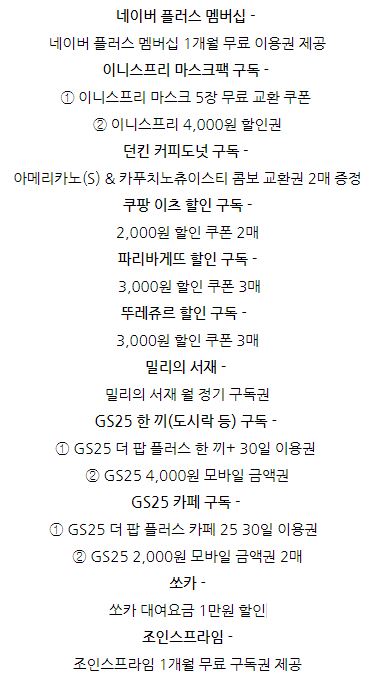 네이버 플러스 멤버십 -
네이버 플러스 멤버십 1개월 무료 이용권 제공
이니스프리 마스크팩 구독 -
① 이니스프리 마스크 5장 무료 교환 쿠폰
② 이니스프리 4,000원 할인권
던킨 커피도넛 구독 -
아메리카노(S) & 카푸치노츄이스티 콤보 교환권 2매 증정
쿠팡 이츠 할인 구독 -
2,000원 할인 쿠폰 2매
파리바게뜨 할인 구독 -
3,000원 할인 쿠폰 3매
뚜레쥬르 할인 구독 -
3,000원 할인 쿠폰 3매
밀리의 서재 -
밀리의 서재 월 정기 구독권
GS25 한 끼(도시락 등) 구독 -
① GS25 더 팝 플러스 한 끼+ 30일 이용권
② GS25 4,000원 모바일 금액권
GS25 카페 구독 -
① GS25 더 팝 플러스 카페 25 30일 이용권
② GS25 2,000원 모바일 금액권 2매
쏘카 -
쏘카 대여요금 1만원 할인
조인스프라임 -
조인스프라임 1개월 무료 구독권 제공